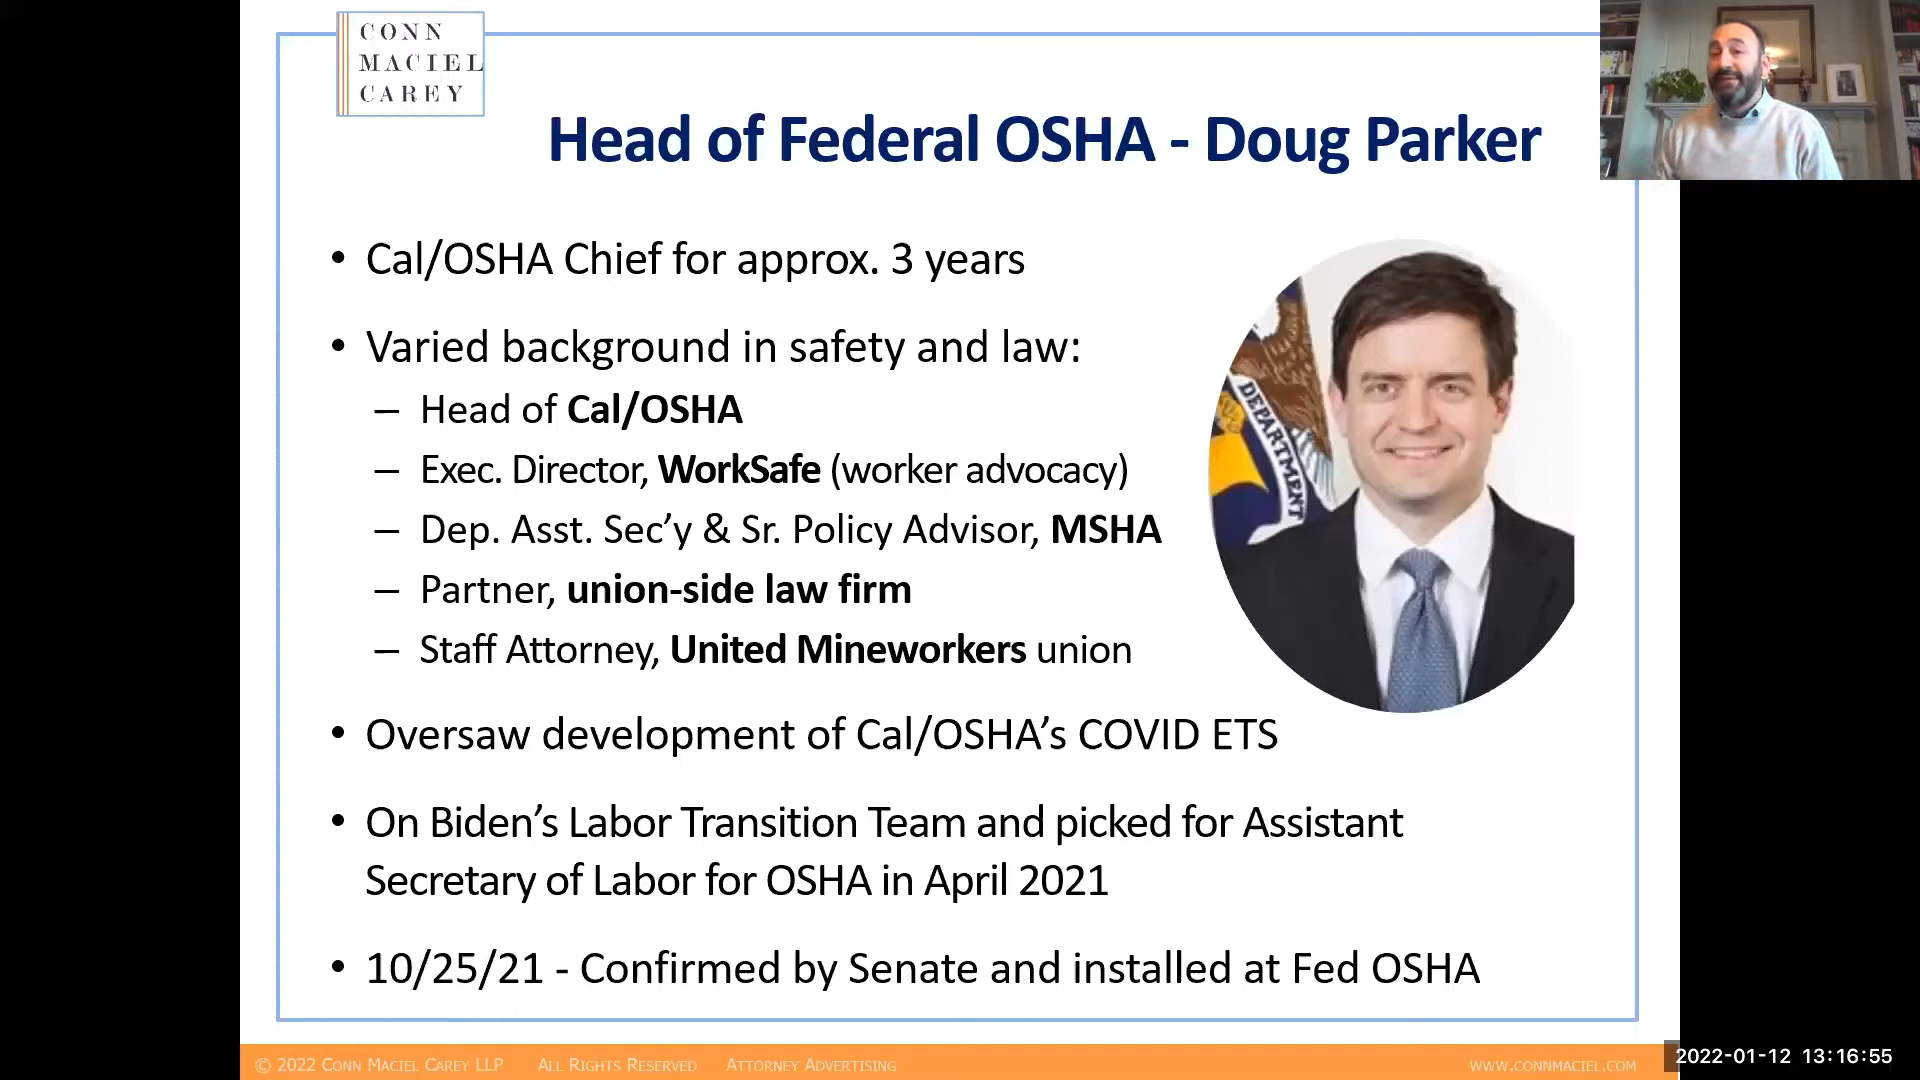 CONN
MACIEL
CAREY
Head of Federal OSHA - Doug Parker
• Cal/OSHA Chief for approx. 3 years
• Varied background in safety and law:
– Head of Cal/OSHA
– Exec. Director, WorkSafe (worker advocacy)
– Dep. Asst. Sec’y & Sr. Policy Advisor, MSHA
– Partner, union-side law firm
– Staff Attorney, United Mineworkers union
DEPARTMENT
• Oversaw development of Cal/OSHA’s COVID ETS
• On Biden’s Labor Transition Team and picked for Assistant
Secretary of Labor for OSHA in April 2021
• 10/25/21 - Confirmed by Senate and installed at Fed OSHA
© 2022 CONN MACIEL CAREY LLP ALL RIGHTS RESERVED ATTORNEY ADVERTISING WWW.CONNMACIEL.COM
2022-01-12 13:16:55